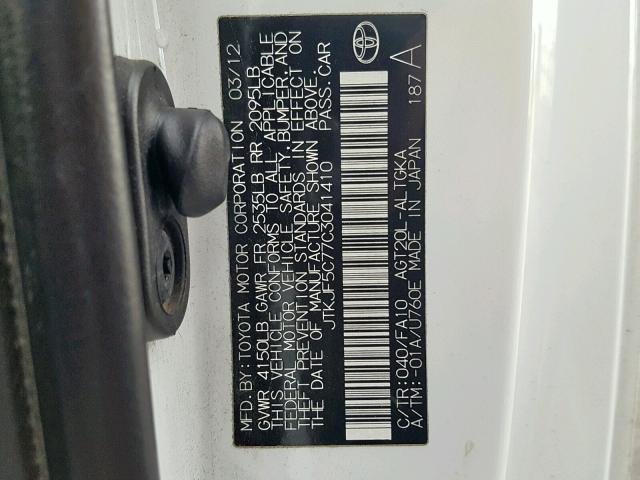 MFD. BY: TOYOTA MOTOR CORPORATION 03/12
GVWR 4150LB GAWR FR 2535LB RR 2095LB
THIS VEHICLE CONFORMS TO ALL APPLICABLE
FEDERAL MOTOR VEHICLE SAFETY, BUMPER, AND
THEFT PREVENTION STANDARDS IN EFFECT ON
THE DATE OF MANUFACTURE SHOWN ABOVE.
JTKJF5C77C3041410 PASS. CAR
C/TR: 040/FA10 AGT20L-ALTGKA
A/TM: -01A/U760E MADE IN JAPAN 187A